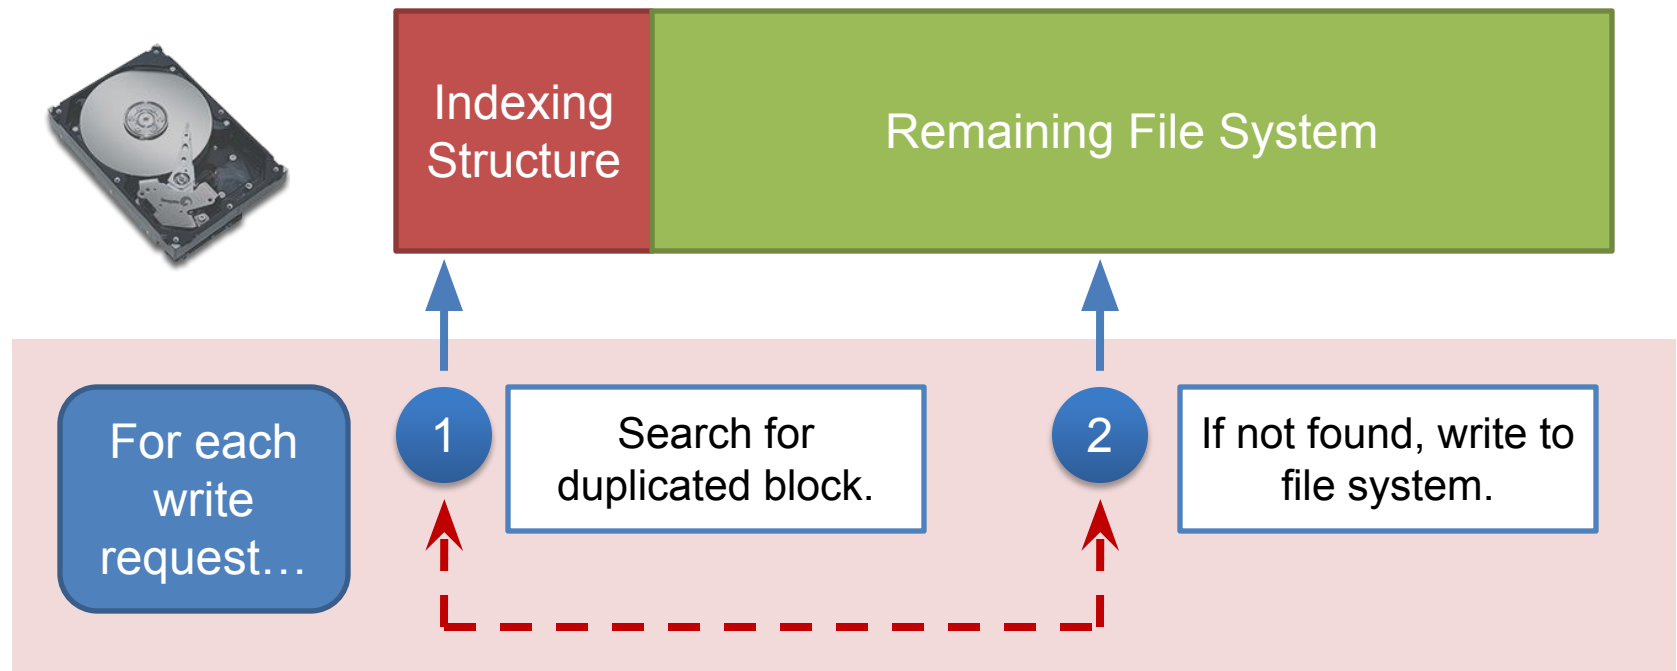 Indexing
Structure
Remaining File System
For each
write
request…
1
Search for
duplicated block.
2
If not found, write to
file system.